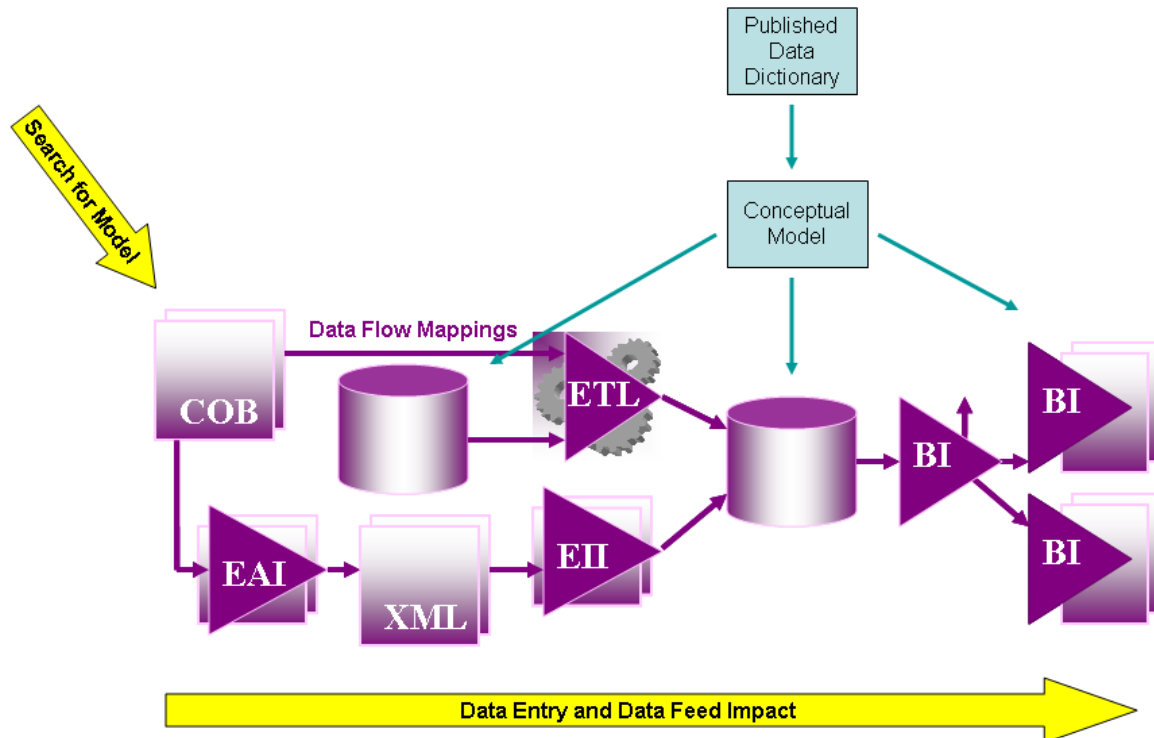 Published
Data
Dictionary
Search for Model
Conceptual
Model
Data Flow Mappings
COB
ETL
BI
BI
EAI
XML
EII
BI
Data Entry and Data Feed Impact